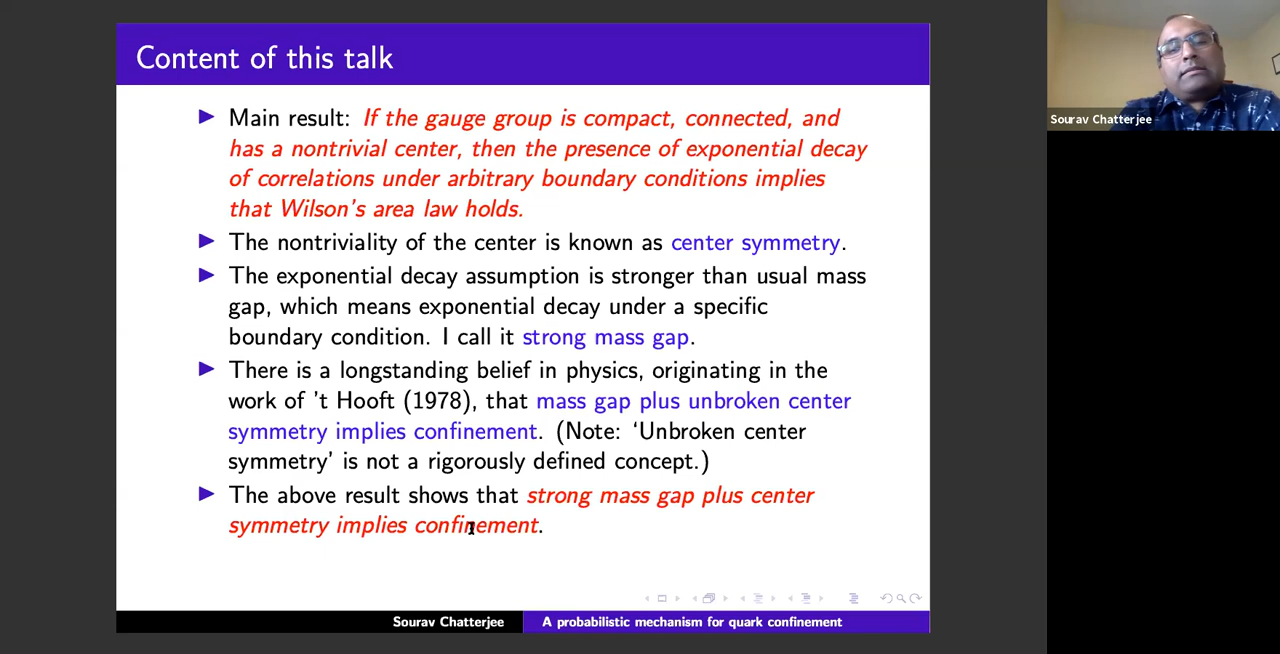 Content of this talk
Main result: If the gauge group is compact, connected, and
has a nontrivial center, then the presence of exponential decay
of correlations under arbitrary boundary conditions implies
that Wilson's area law holds.
The nontriviality of the center is known as center symmetry.
The exponential decay assumption is stronger than usual mass
gap, which means exponential decay under a specific
boundary condition. I call it strong mass gap.
There is a longstanding belief in physics, originating in the
work of 't Hooft (1978), that mass gap plus unbroken center
symmetry implies confinement. (Note: 'Unbroken center
symmetry' is not a rigorously defined concept.)
The above result shows that strong mass gap plus center
symmetry implies confinement.
Sourav Chatterjee
A probabilistic mechanism for quark confinement
Sourav Chatterjee